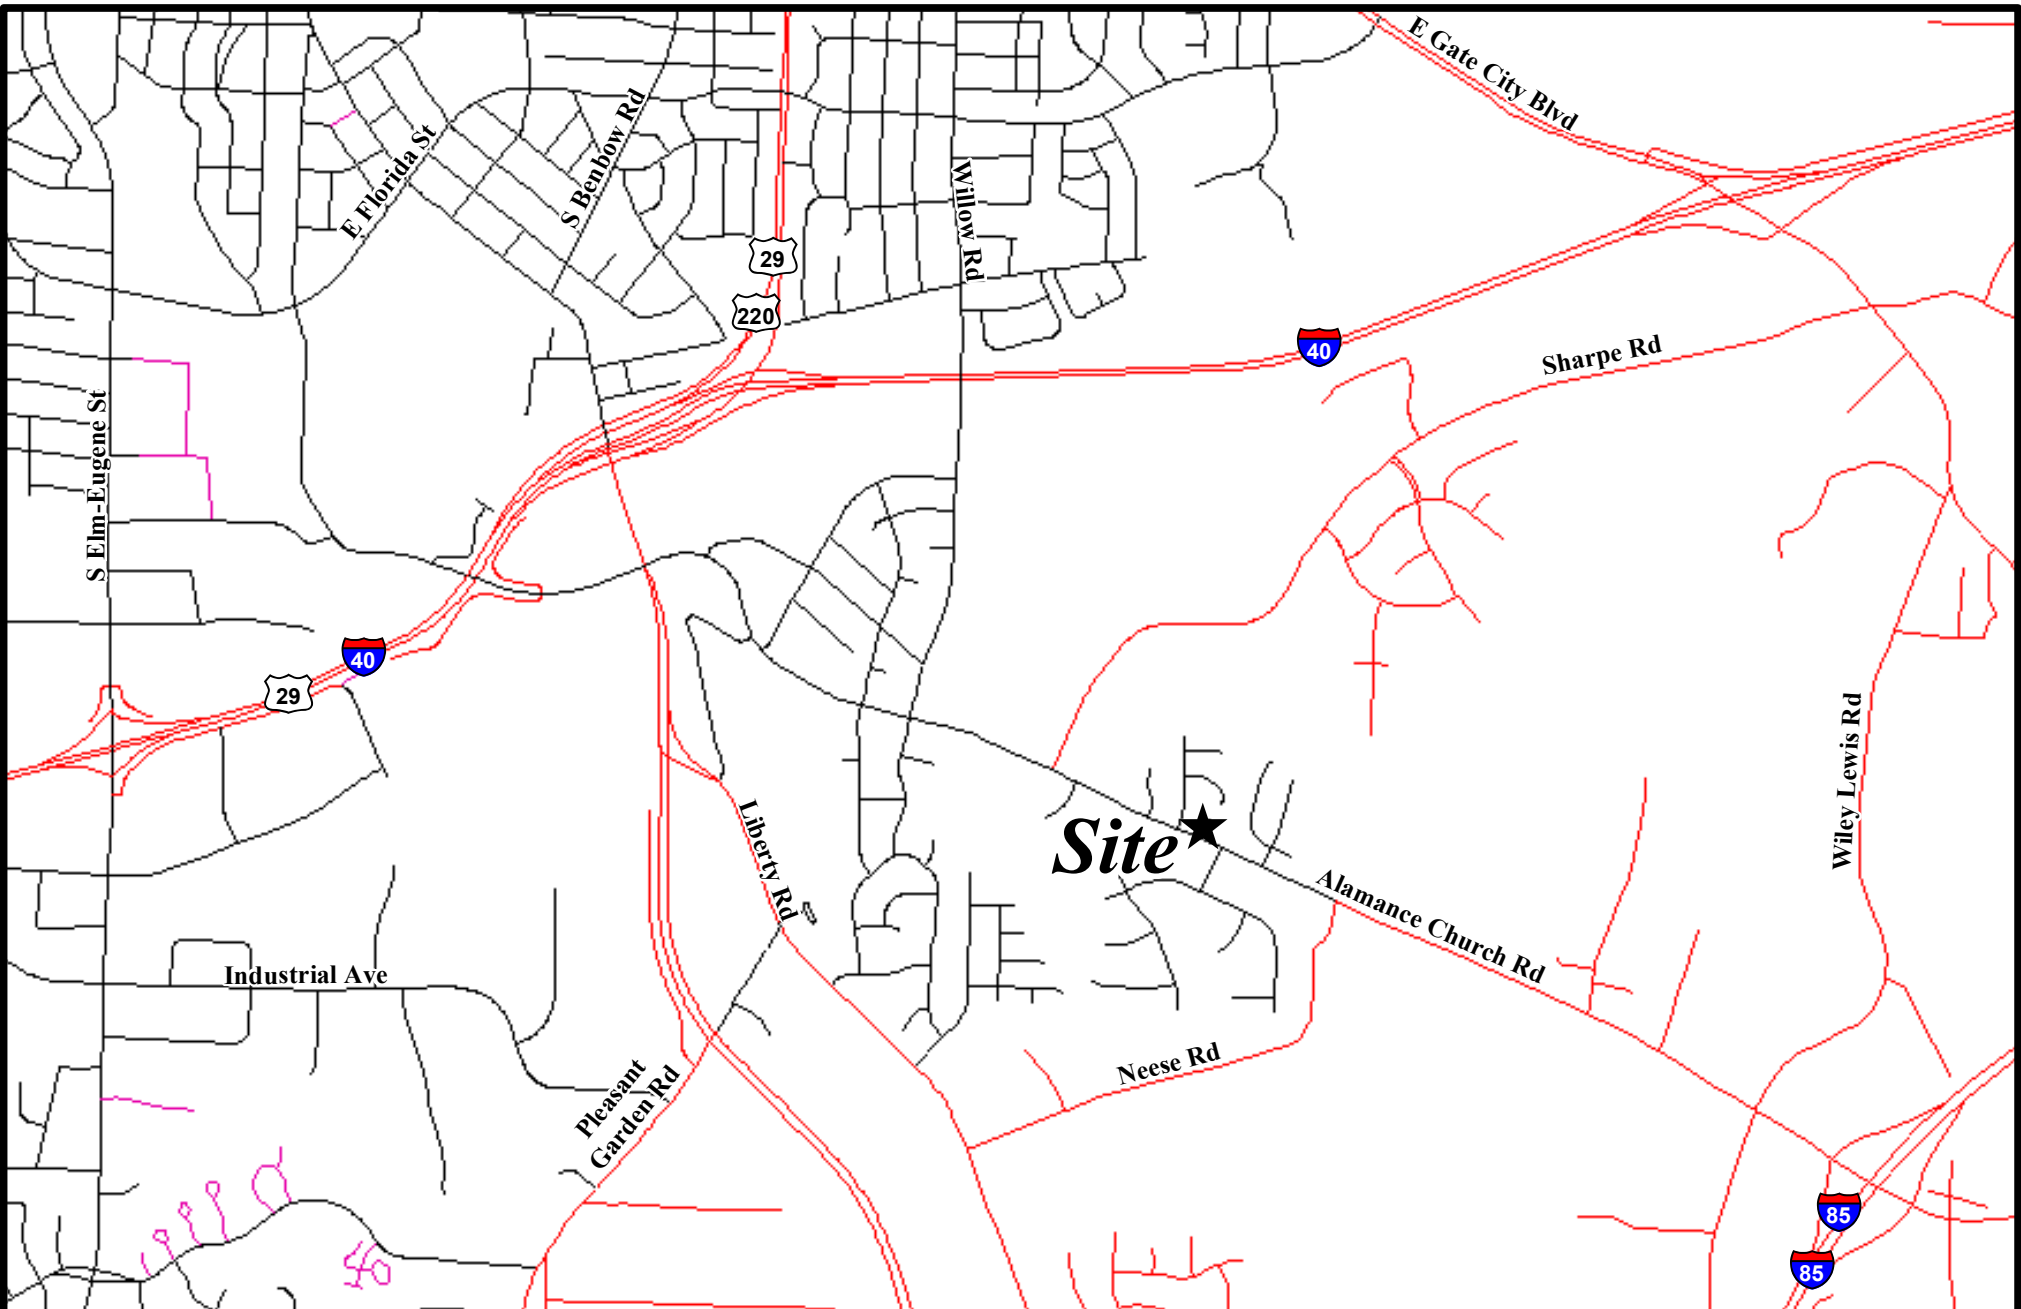 E Gate City Blvd
E Florida St
S Benbow Rd
Willow Rd
29
220
40
Sharpe Rd
S Elm-Eugene St
40
29
Wiley Lewis Rd
Liberty Rd
Site
Alamance Church Rd
Industrial Ave
Neese Rd
Pleasant
Garden Rd
85
85